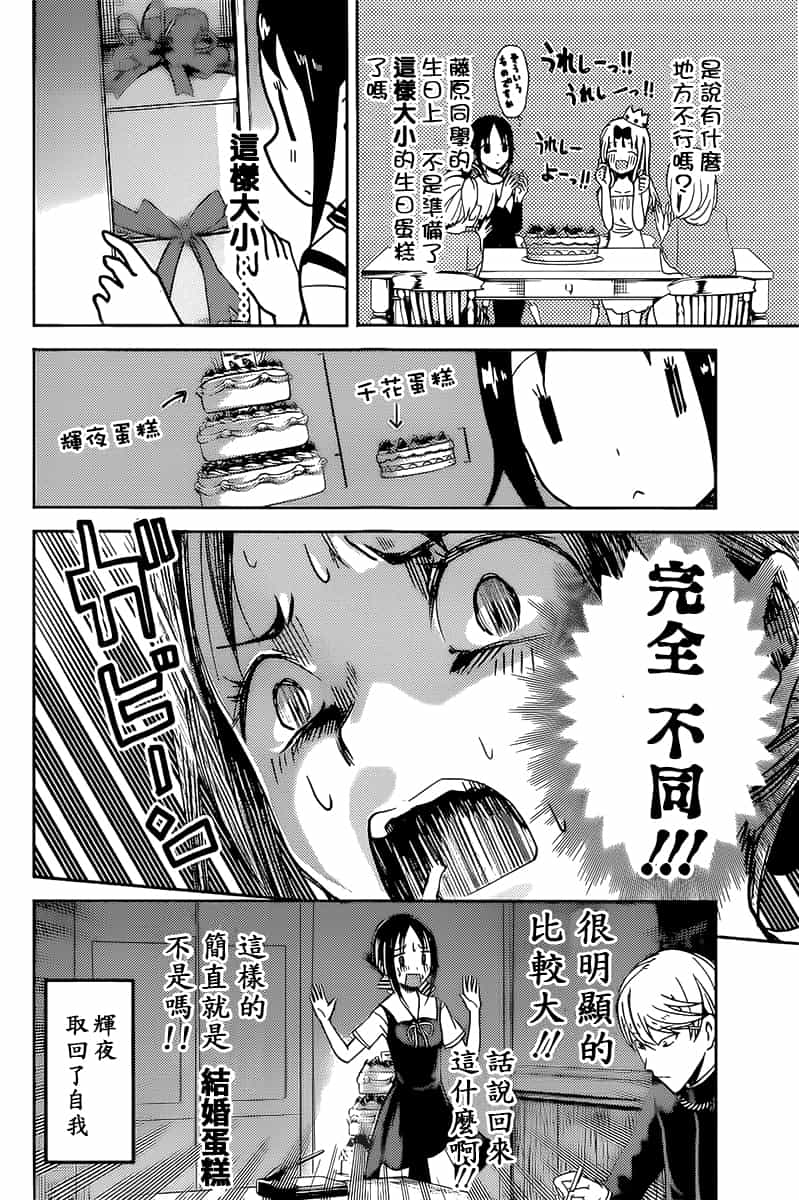 是說有什麼
地方不行嗎？
うれしーっ!!
うれしーっ!!
うれしー
よーっ!!
藤原同學的
生日上 不是準備了
這樣大小的生日蛋糕
了嗎
這樣大小……
千花蛋糕
輝夜蛋糕
完全 不同!!!
很明顯的
比較大!!
話說回來
這什麼啊!!
這樣的
簡直就是 結婚蛋糕
不是嗎!!
輝夜
取回了自我